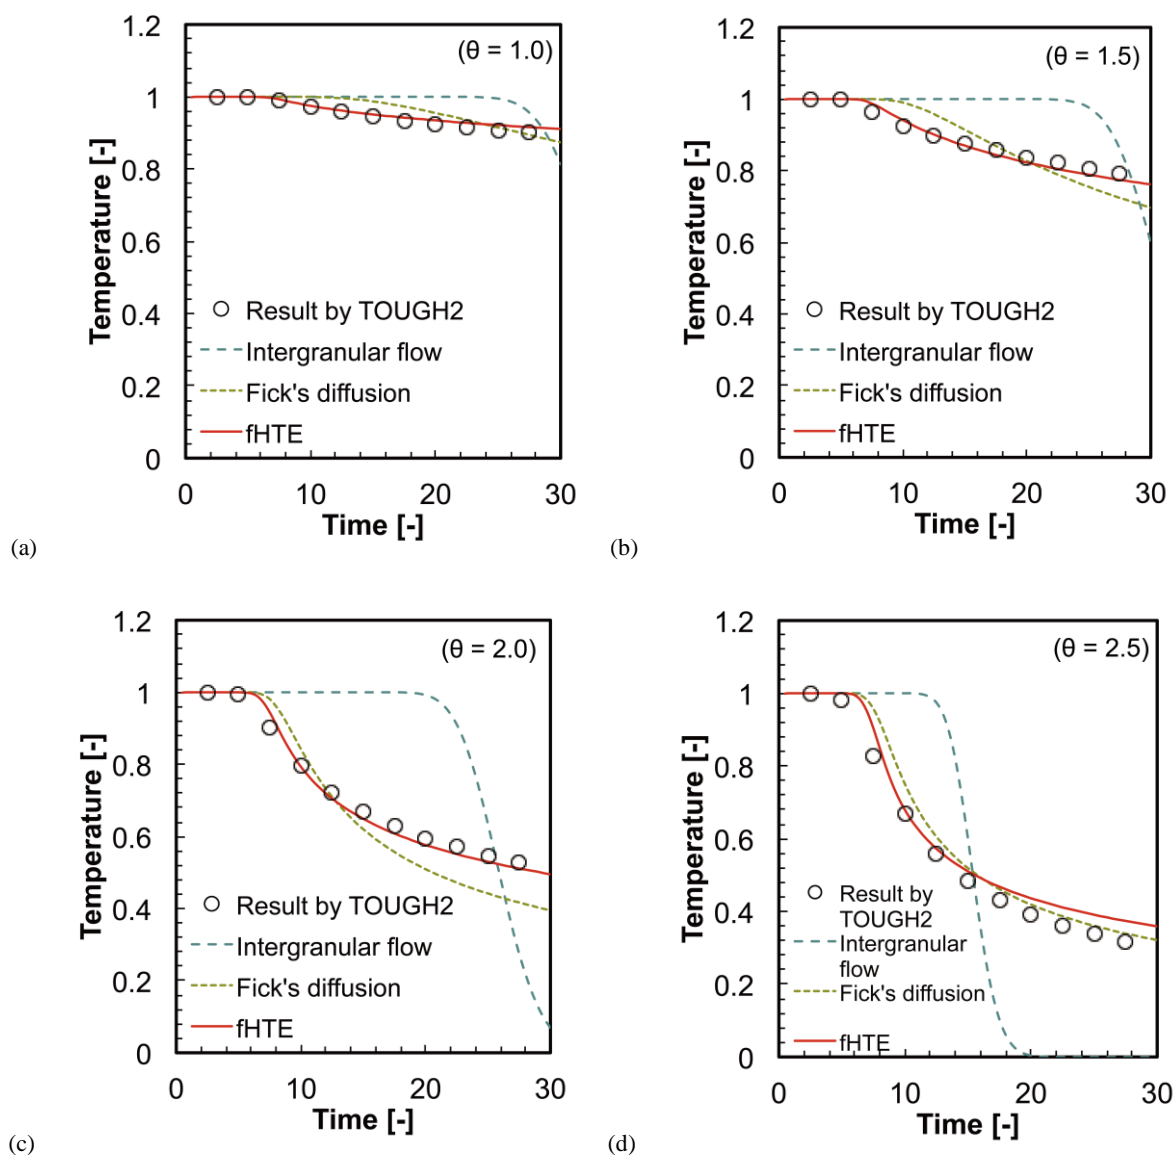 1.2
(θ = 1.0)
1
0.8
0.6
0.4
0.2
0
Temperature [-]
Result by TOUGH2
Intergranular flow
Fick's diffusion
fHTE
0 10 20 30
Time [-]
(a)
1.2
(θ = 1.5)
1
0.8
0.6
0.4
0.2
0
Temperature [-]
Result by TOUGH2
Intergranular flow
Fick's diffusion
fHTE
0 10 20 30
Time [-]
(b)
1.2
(θ = 2.0)
1
0.8
0.6
0.4
0.2
0
Temperature [-]
Result by TOUGH2
Intergranular flow
Fick's diffusion
fHTE
0 10 20 30
Time [-]
(c)
1.2
(θ = 2.5)
1
0.8
0.6
0.4
0.2
0
Temperature [-]
Result by
TOUGH2
Intergranular
flow
Fick's diffusion
fHTE
0 10 20 30
Time [-]
(d)